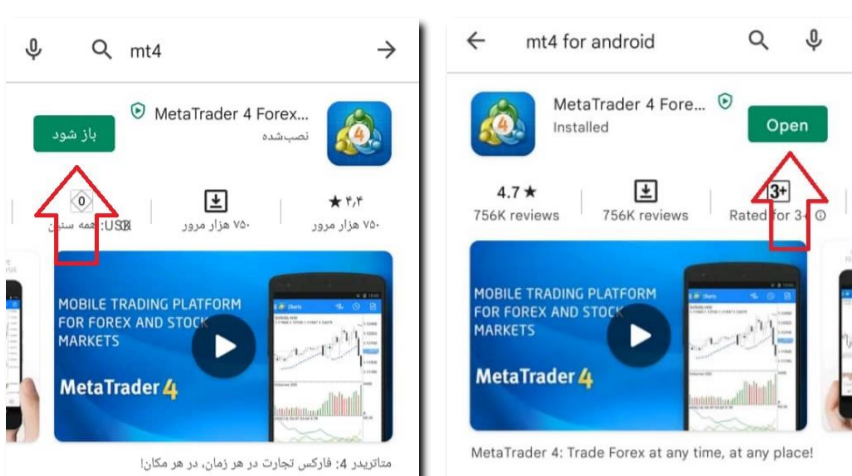 mt4
MetaTrader 4 Forex...
نصب‌شده
باز شود
۴٫۴ ★
۷۵۰ هزار مرور
۷۵۰ هزار مرور
0
همه سنین
MOBILE TRADING PLATFORM
FOR FOREX AND STOCK
MARKETS
MetaTrader 4
متاتریدر 4: فارکس تجارت در هر زمان، در هر مکان!
mt4 for android
MetaTrader 4 Fore...
Installed
Open
4.7 ★
756K reviews
756K reviews
3+
Rated for 3+
MOBILE TRADING PLATFORM
FOR FOREX AND STOCK
MARKETS
MetaTrader 4
MetaTrader 4: Trade Forex at any time, at any place!